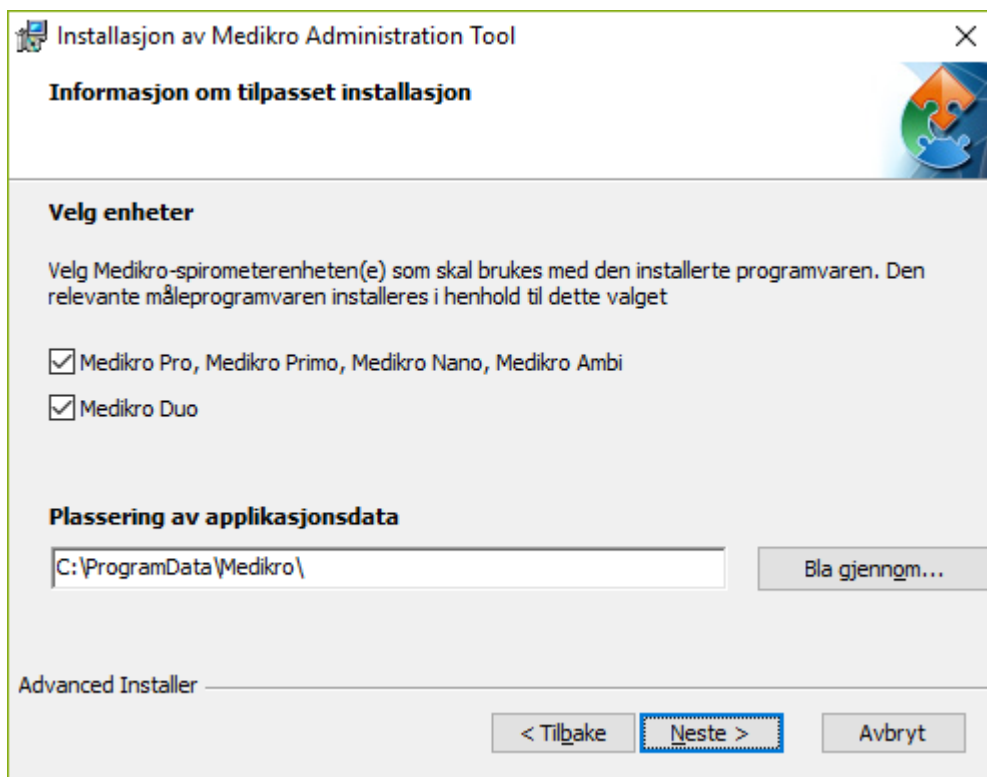 Installasjon av Medikro Administration Tool
Informasjon om tilpasset installasjon
Velg enheter
Velg Medikro-spirometerenheten(e) som skal brukes med den installerte programvaren. Den
relevante måleprogramvaren installeres i henhold til dette valget
Medikro Pro, Medikro Primo, Medikro Nano, Medikro Ambi
Medikro Duo
Plassering av applikasjonsdata
C:\ProgramData\Medikro\
Bla gjennom...
Advanced Installer
< Tilbake
Neste >
Avbryt